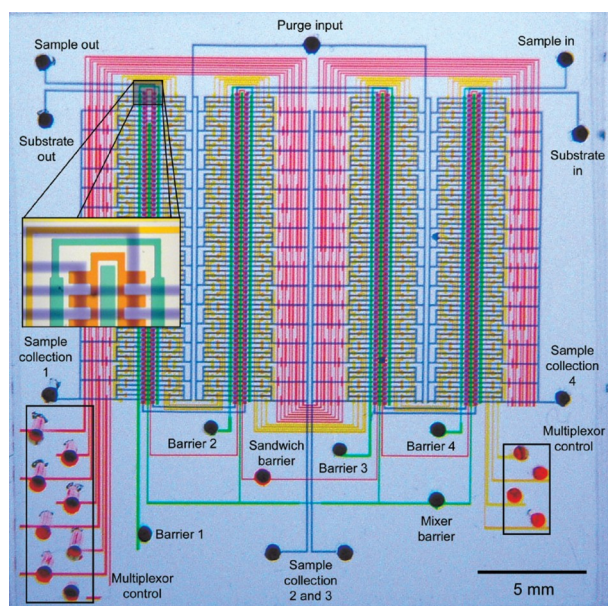 Purge input
Sample out
Sample in
Substrate
out
Substrate
in
Sample
collection
1
Sample
collection
4
Barrier 2
Sandwich
barrier
Barrier 3
Barrier 4
Multiplexor
control
Barrier 1
Mixer
barrier
Multiplexor
control
Sample
collection
2 and 3
5 mm